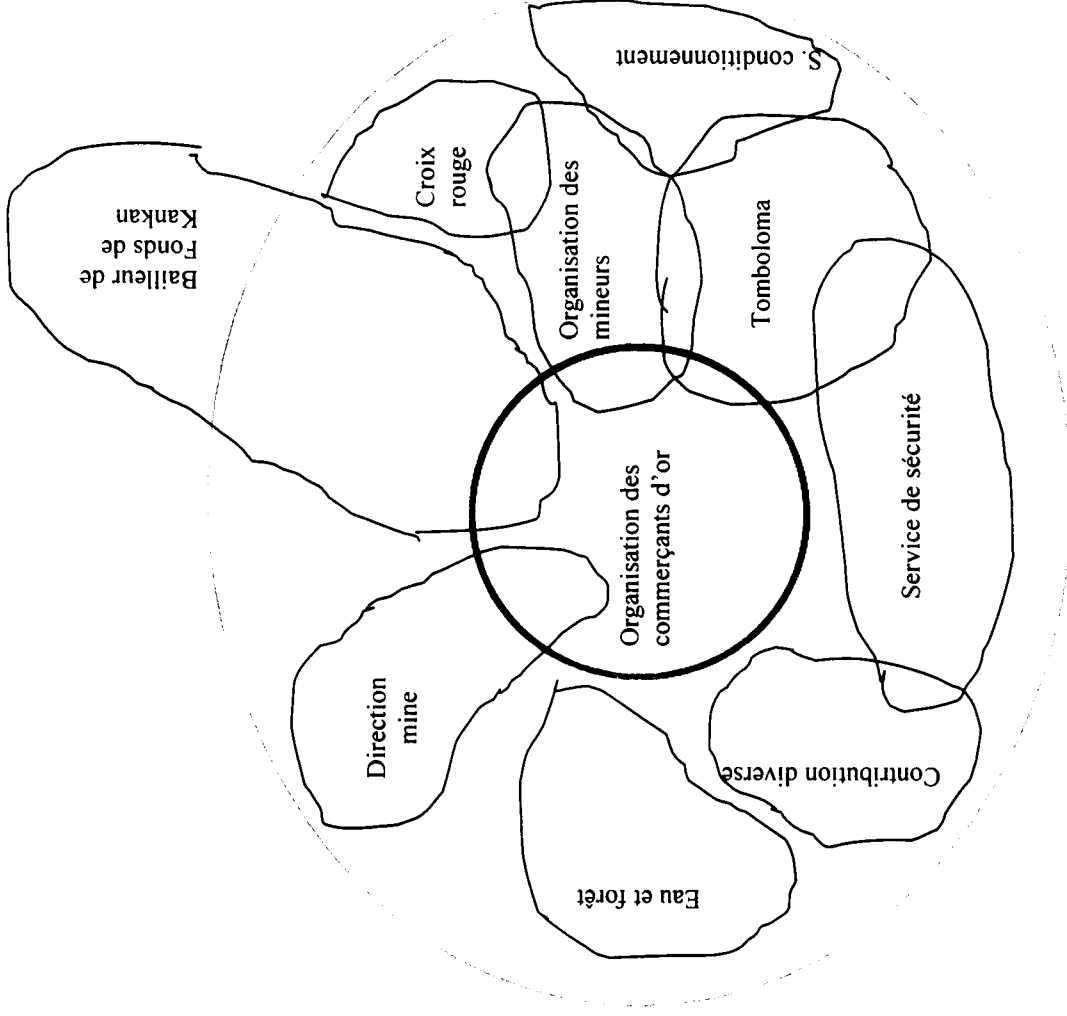 S. conditionnement
Croix
rouge
Bailleur de
Fonds de
Kankan
Organisation des
mineurs
Tomboloma
Organisation des
commerçants d'or
Service de sécurité
Direction
mine
Contribution diverse
Eau et forêt